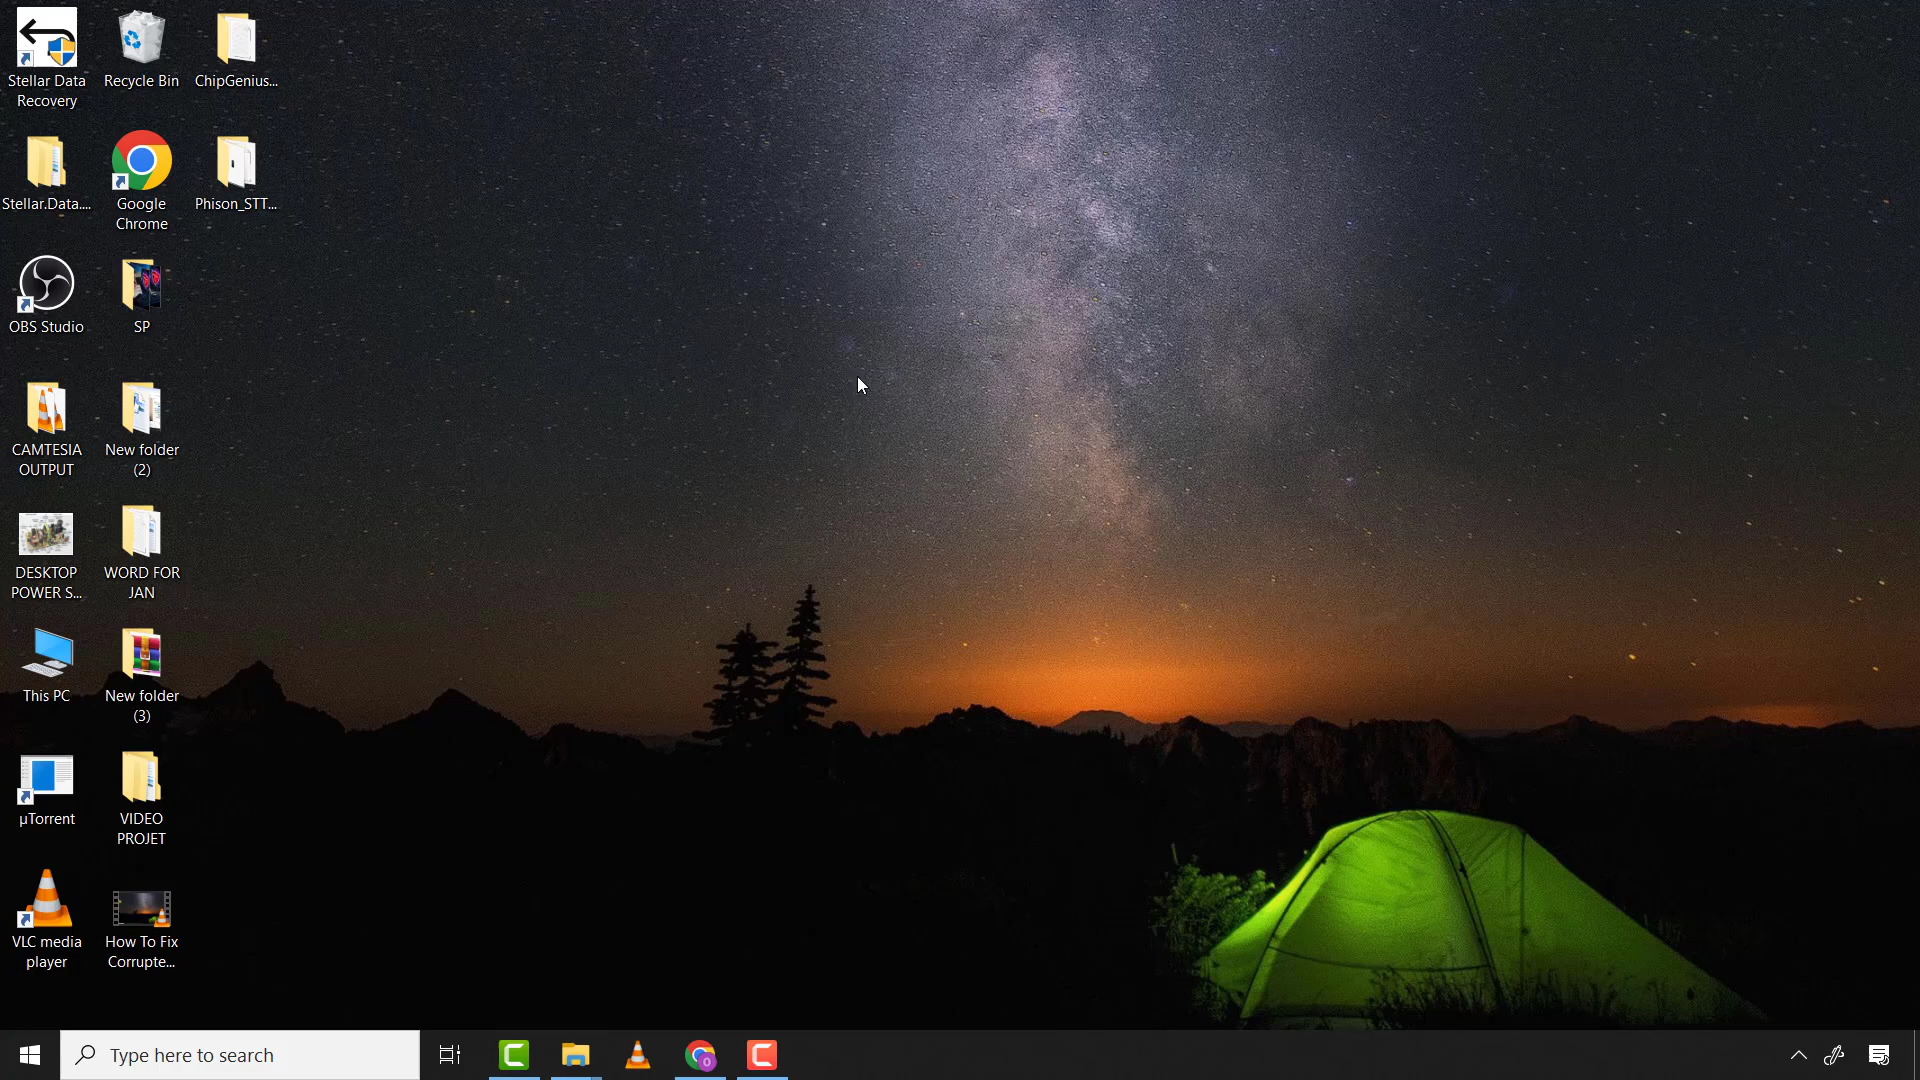 Stellar Data
Recovery
Recycle Bin
ChipGenius...
Stellar.Data....
Google
Chrome
Phison_STT...
OBS Studio
SP
CAMTESIA
OUTPUT
New folder
(2)
DESKTOP
POWER S...
WORD FOR
JAN
This PC
New folder
(3)
µTorrent
VIDEO
PROJET
VLC media
player
How To Fix
Corrupte...
Type here to search